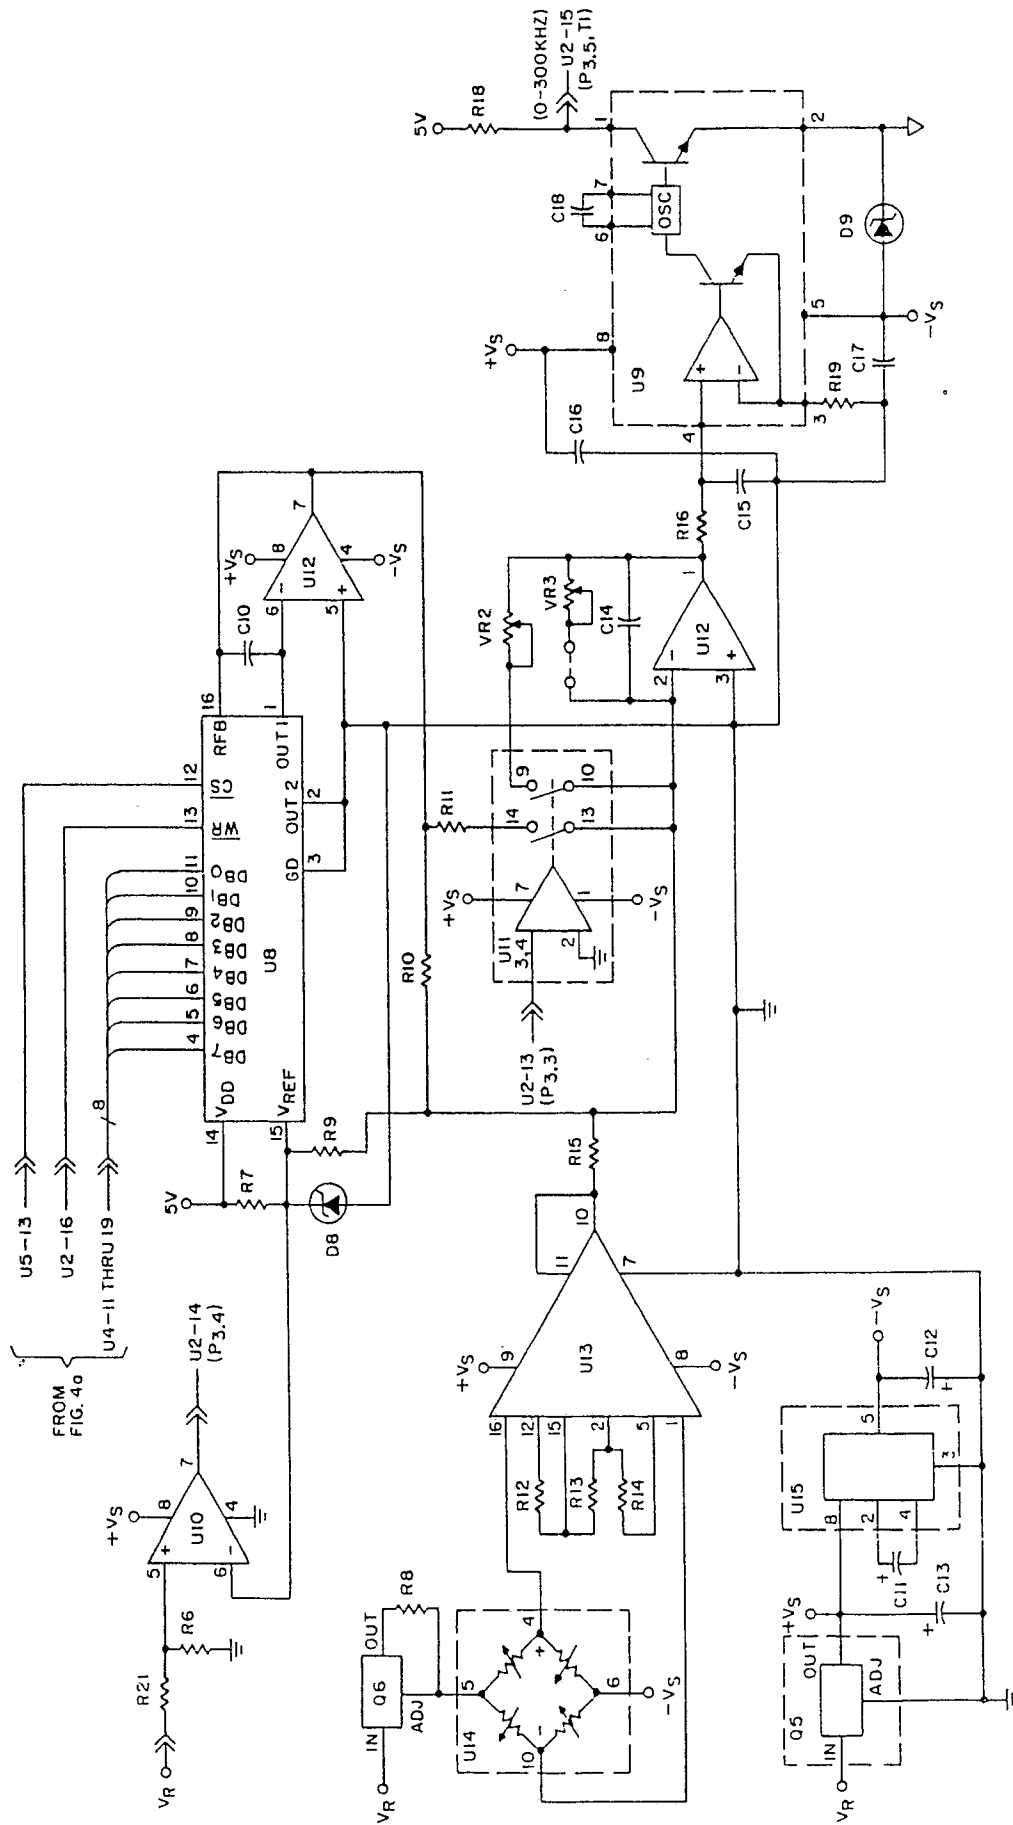 U5-13
U2-16
U4-11 THRU 19
FROM
FIG. 4a
8
12
13
11
10
9
8
7
6
5
4
CS
WR
DB0
DB1
DB2
DB3
DB4
DB5
DB6
DB7
U8
VDD
VREF
14
15
RFB
16
OUT 1
1
OUT 2
2
GD
3
5V
R7
R9
D8
C10
+VS
8
6
−
5
+
U12
7
4
−VS
VR
R21
R6
5
+
6
−
U10
+VS
8
4
7
U2-14
(P3.4)
R10
R11
U2-13
(P3.3)
U11
3,4
2
+VS
7
1
−VS
14
13
9
10
VR2
VR3
C14
2
−
3
+
U12
1
R16
C15
C16
+VS
8
U9
4
+
−
3
R19
C17
5
−VS
D9
OSC
6
7
C18
1
2
5V
R18
(0-300KHZ)
U2-15
(P3.5, T1)
VR
IN
Q6
OUT
ADJ
R8
U14
5
4
+
−
10
6
−VS
R12
R13
R14
16
12
15
2
5
1
U13
+VS
9
8
−VS
11
10
7
R15
VR
IN
Q5
OUT
ADJ
+VS
C13
+
U15
8
2
4
C11
+
5
3
−VS
C12
+